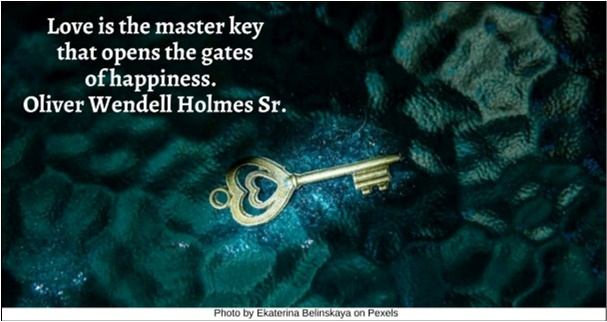 Love is the master key
that opens the gates
of happiness.
Oliver Wendell Holmes Sr.
Photo by Ekaterina Belinskaya on Pexels